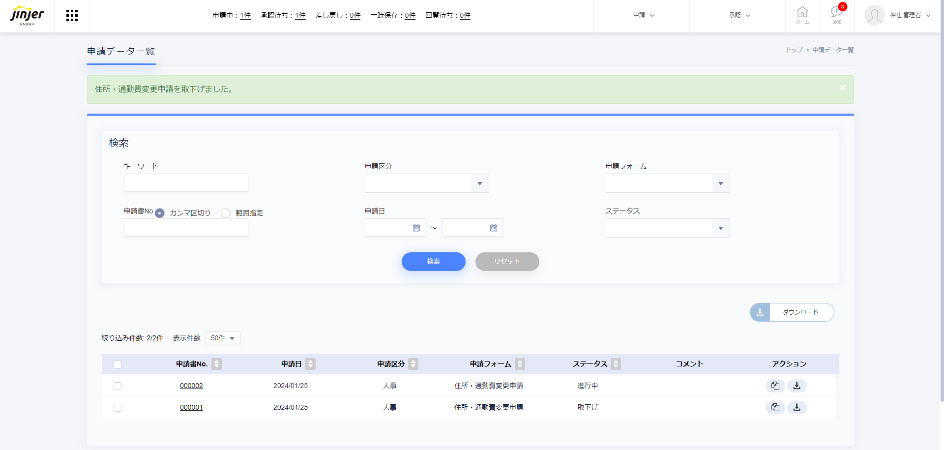 jinjer
申請中：1件 承認待ち：1件 差し戻し：0件 一時保存：0件 回覧待ち：0件
申請 承認 ホーム 3
申請データ一覧
トップ 申請データ一覧
住所・通勤費変更申請を取下げました。 ×
検索
キーワード 申請区分 申請フォーム
申請書No. カンマ区切り 範囲指定 申請日 ～ ステータス
検索 リセット
ダウンロード
取り込み件数: 2/2件 表示件数 50件
申請書No. 申請日 申請区分 申請フォーム ステータス コメント アクション
000002 2024/01/25 人事 住所・通勤費変更申請 進行中
000001 2024/01/25 人事 住所・通勤費変更申請 取下げ